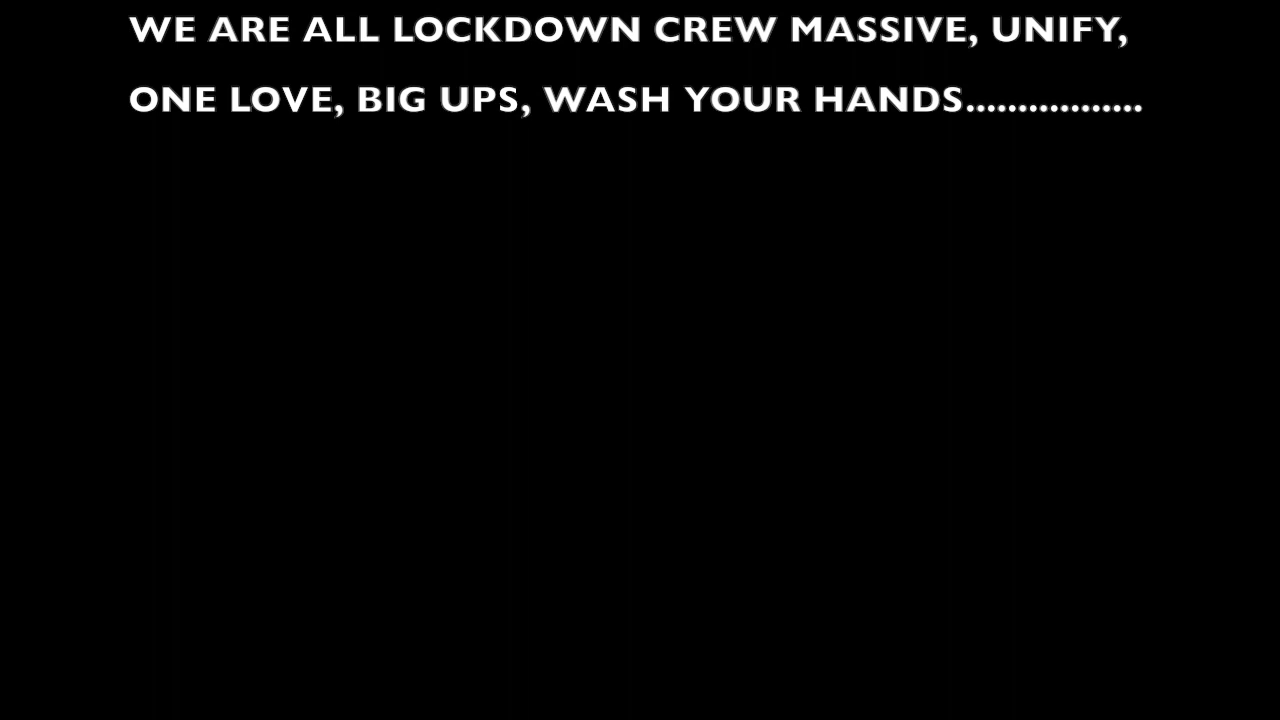 WE ARE ALL LOCKDOWN CREW MASSIVE, UNIFY,
ONE LOVE, BIG UPS, WASH YOUR HANDS.................